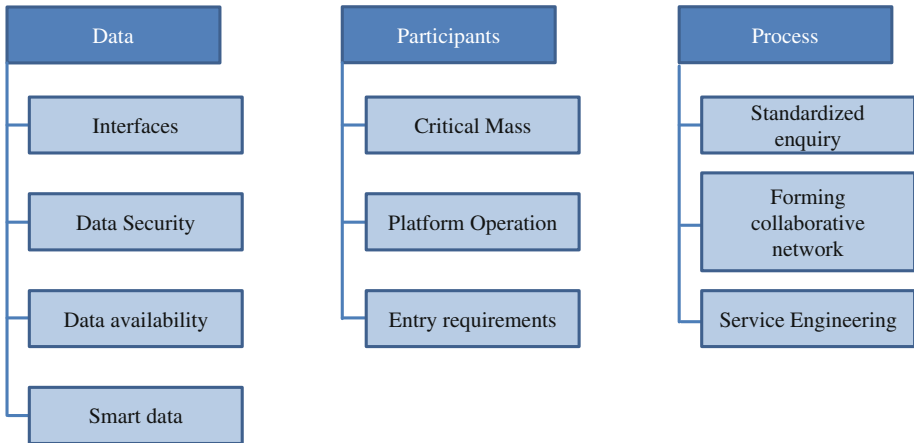 Data
Interfaces
Data Security
Data availability
Smart data
Participants
Critical Mass
Platform Operation
Entry requirements
Process
Standardized
enquiry
Forming
collaborative
network
Service Engineering